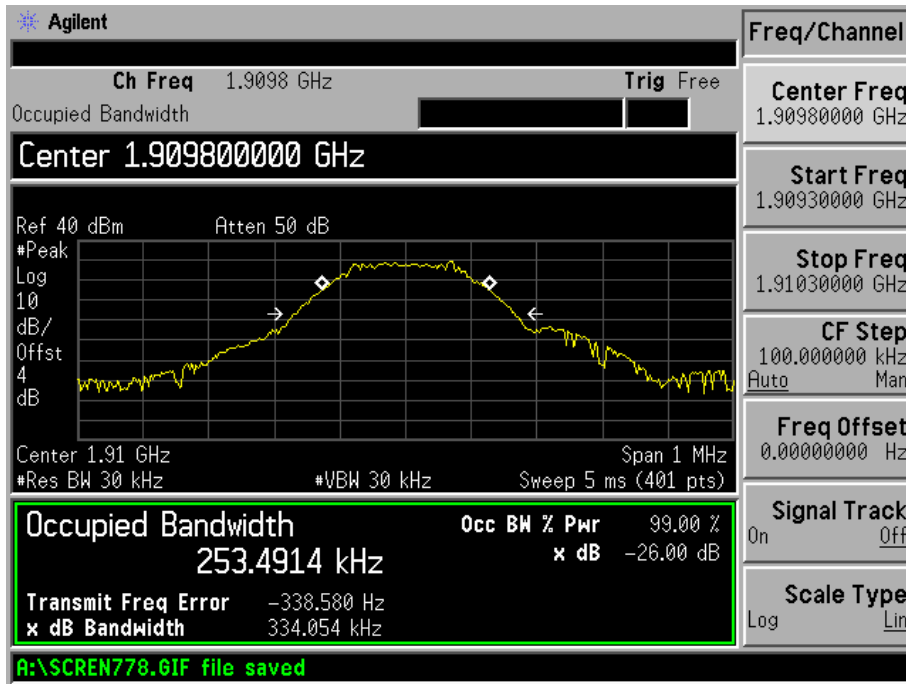 Agilent
Freq/Channel
Ch Freq 1.9098 GHz Trig Free
Occupied Bandwidth
Center 1.909800000 GHz
Ref 40 dBm Atten 50 dB
#Peak
Log
10
dB/
Offst
4
dB
Center 1.91 GHz Span 1 MHz
#Res BW 30 kHz #VBW 30 kHz Sweep 5 ms (401 pts)
Occupied Bandwidth
253.4914 kHz
Occ BW % Pwr 99.00 %
x dB -26.00 dB
Transmit Freq Error -338.580 Hz
x dB Bandwidth 334.054 kHz
A:\SCREN778.GIF file saved
Center Freq
1.90980000 GHz
Start Freq
1.90930000 GHz
Stop Freq
1.91030000 GHz
CF Step
100.000000 kHz
Auto Man
Freq Offset
0.00000000 Hz
Signal Track
On Off
Scale Type
Log Lin